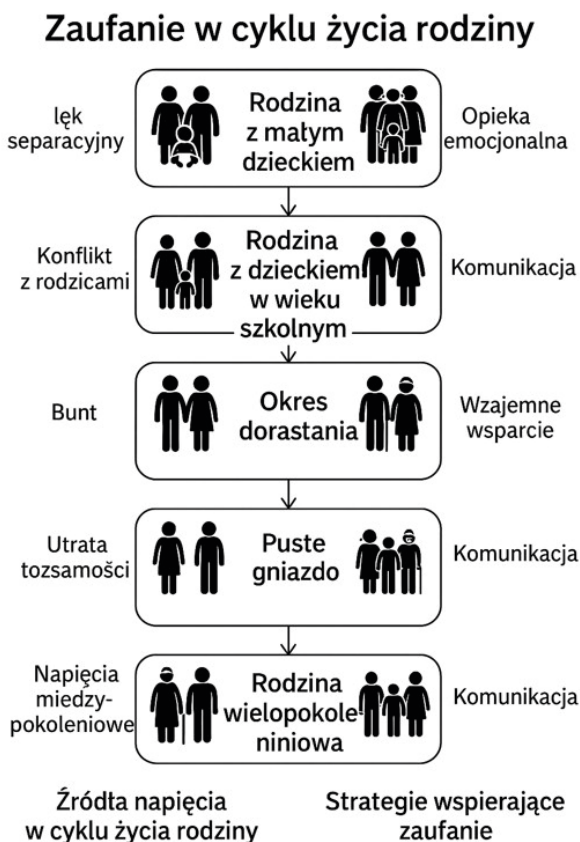 Zaufanie w cyklu życia rodziny
lęk
separacyjny
Rodzina
z małym
dzieckiem
Opieka
emocjonalna
Konflikt
z rodzicami
Rodzina
z dzieckiem
w wieku
szkolnym
Komunikacja
Bunt
Okres
dorastania
Wzajemne
wsparcie
Utrata
tozsamości
Puste
gniazdo
Komunikacja
Napięcia
miedzy-
pokoleniowe
Rodzina
wielopokole-
niniowa
Komunikacja
Źródła napięcia
w cyklu życia rodziny
Strategie wspierające
zaufanie